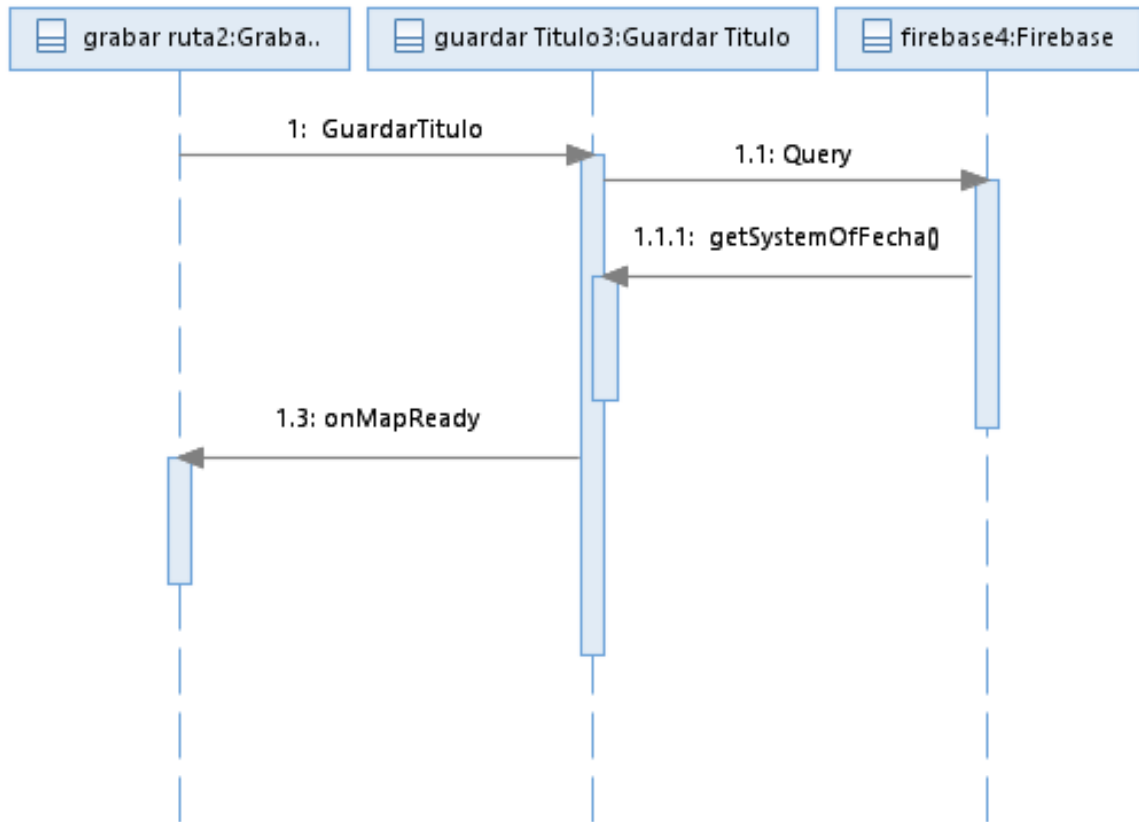 grabar ruta2:Graba..
guardar Titulo3:Guardar Titulo
firebase4:Firebase
1: GuardarTitulo
1.1: Query
1.1.1: getSystemOfFecha()
1.3: onMapReady